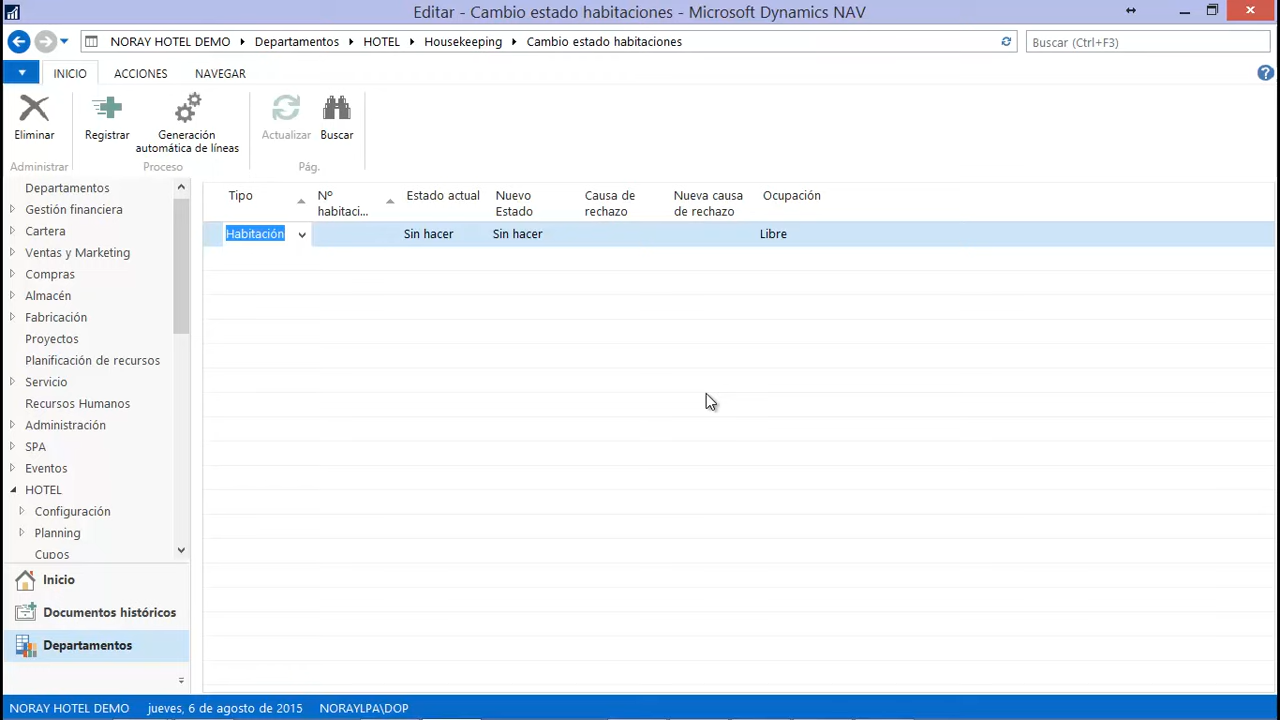 Editar - Cambio estado habitaciones - Microsoft Dynamics NAV
NORAY HOTEL DEMO
Departamentos
HOTEL
Housekeeping
Cambio estado habitaciones
Buscar (Ctrl+F3)
INICIO
ACCIONES
NAVEGAR
Eliminar
Registrar
Generación
automática de líneas
Actualizar
Buscar
Administrar
Proceso
Pág.
Departamentos
Gestión financiera
Cartera
Ventas y Marketing
Compras
Almacén
Fabricación
Proyectos
Planificación de recursos
Servicio
Recursos Humanos
Administración
SPA
Eventos
HOTEL
Configuración
Planning
Cupos
Inicio
Documentos históricos
Departamentos
Tipo
Nº
habitaci...
Estado actual
Nuevo
Estado
Causa de
rechazo
Nueva causa
de rechazo
Ocupación
Habitación
Sin hacer
Sin hacer
Libre
NORAY HOTEL DEMO
jueves, 6 de agosto de 2015
NORAYLPA\DOP